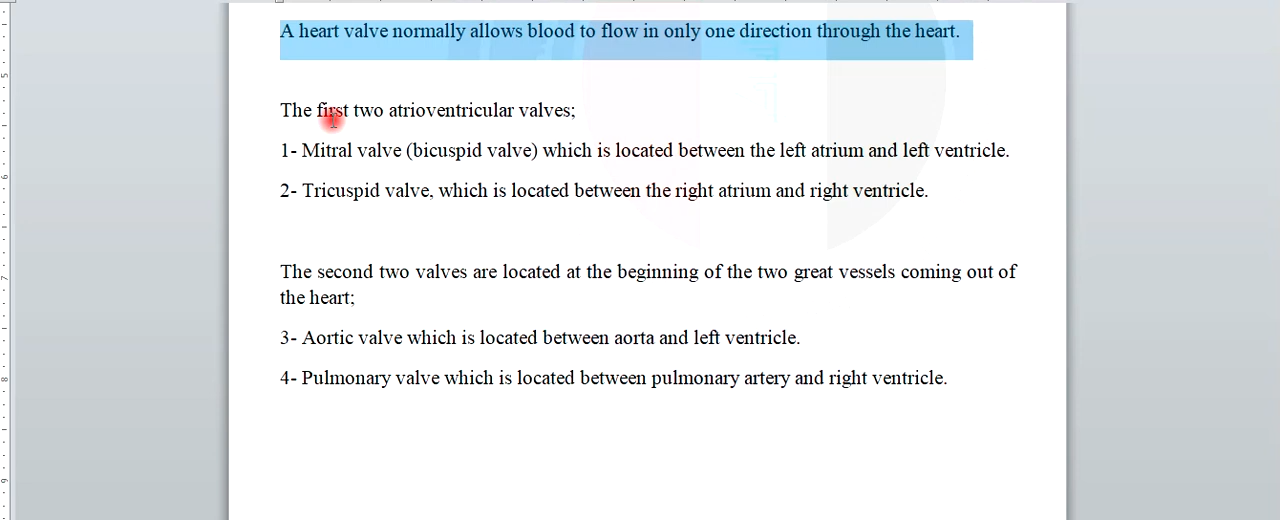 A heart valve normally allows blood to flow in only one direction through the heart.
The first two atrioventricular valves;
1- Mitral valve (bicuspid valve) which is located between the left atrium and left ventricle.
2- Tricuspid valve, which is located between the right atrium and right ventricle.
The second two valves are located at the beginning of the two great vessels coming out of
the heart;
3- Aortic valve which is located between aorta and left ventricle.
4- Pulmonary valve which is located between pulmonary artery and right ventricle.